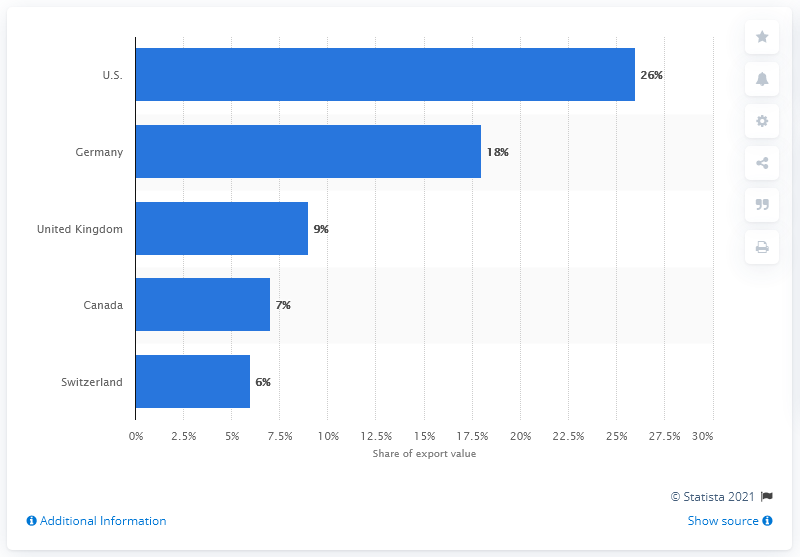 U.S.
26%
Germany
18%
United Kingdom
9%
Canada
7%
Switzerland
6%
0% 2.5% 5% 7.5% 10% 12.5% 15% 17.5% 20% 22.5% 25% 27.5% 30%
Share of export value
© Statista 2021
Additional Information
Show source